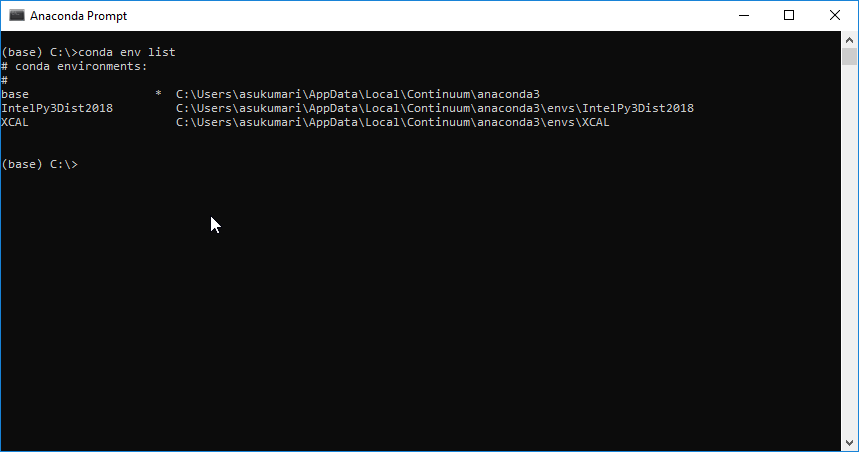 Anaconda Prompt
(base) C:\>conda env list
# conda environments:
#
base                  *  C:\Users\asukumari\AppData\Local\Continuum\anaconda3
IntelPy3Dist2018         C:\Users\asukumari\AppData\Local\Continuum\anaconda3\envs\IntelPy3Dist2018
XCAL                     C:\Users\asukumari\AppData\Local\Continuum\anaconda3\envs\XCAL
(base) C:\>